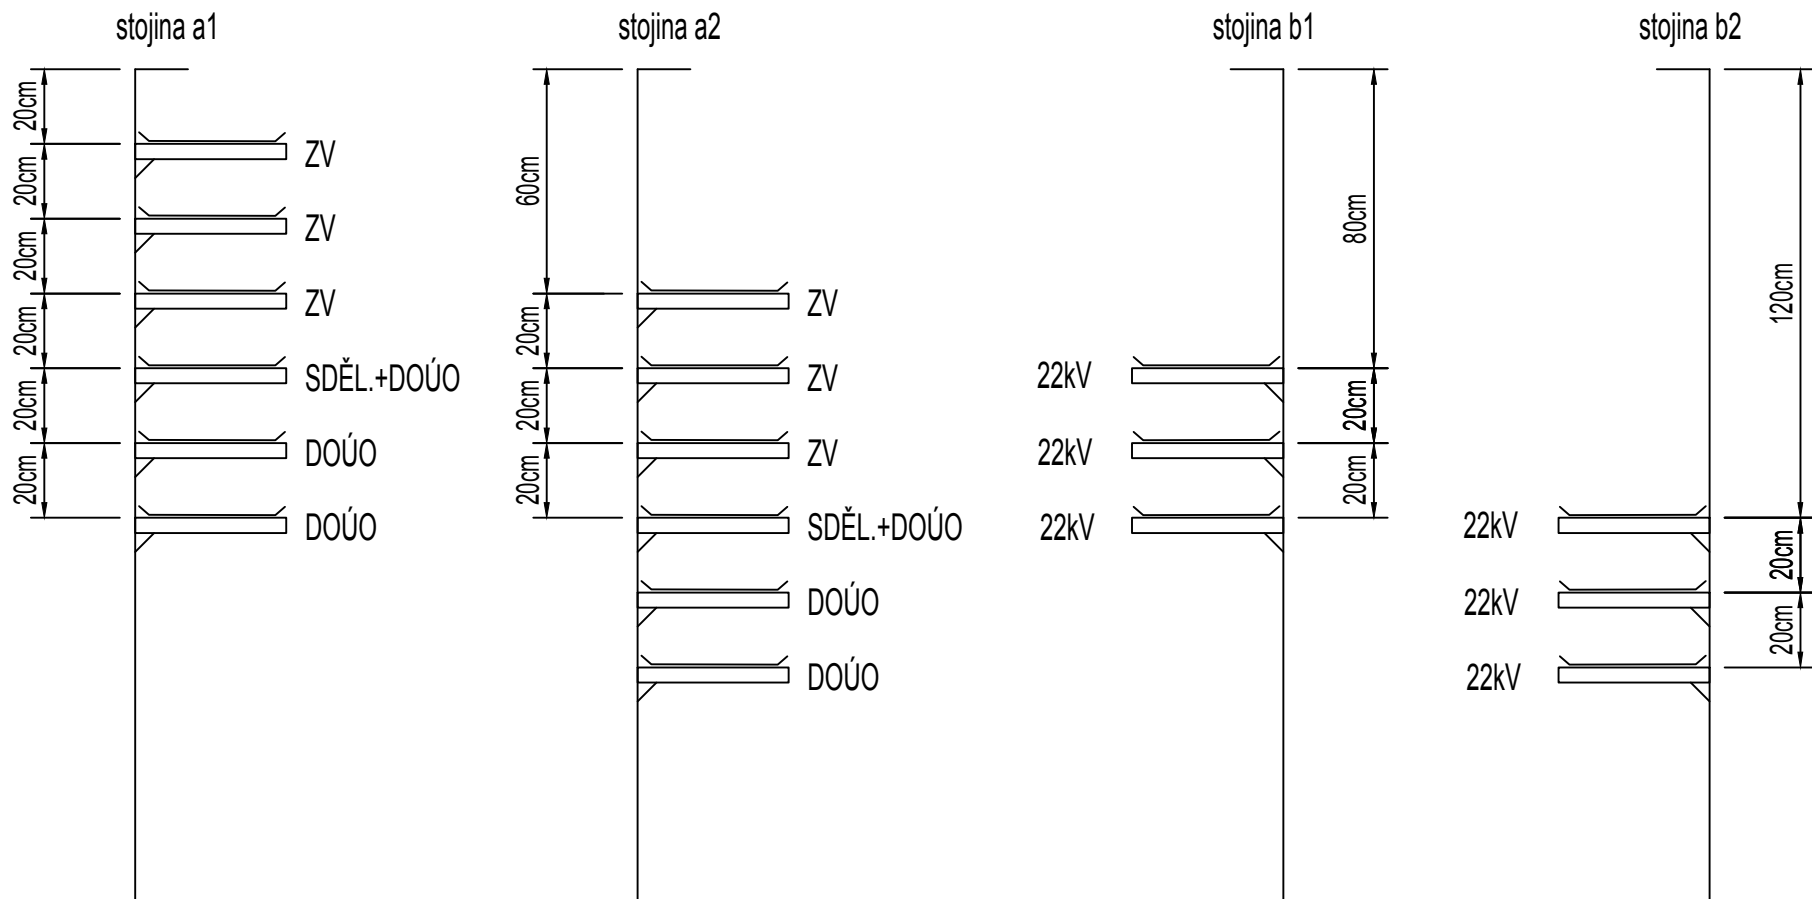 stojina a1
20cm
20cm
20cm
20cm
20cm
20cm
ZV
ZV
ZV
SDĚL.+DOÚO
DOÚO
DOÚO
stojina a2
60cm
20cm
20cm
20cm
ZV
ZV
ZV
SDĚL.+DOÚO
DOÚO
DOÚO
stojina b1
22kV
22kV
22kV
80cm
20cm
20cm
stojina b2
22kV
22kV
22kV
120cm
20cm
20cm